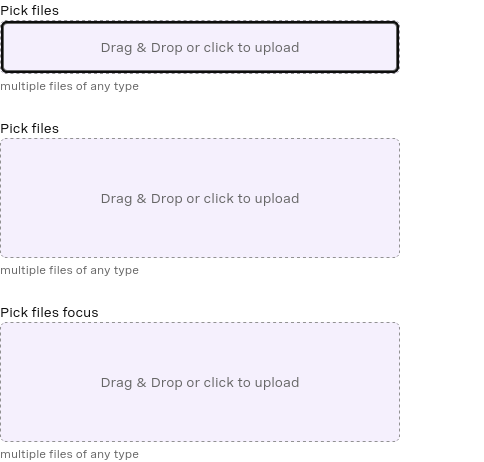 Pick files
Drag & Drop or click to upload
multiple files of any type
Pick files
Drag & Drop or click to upload
multiple files of any type
Pick files focus
Drag & Drop or click to upload
multiple files of any type